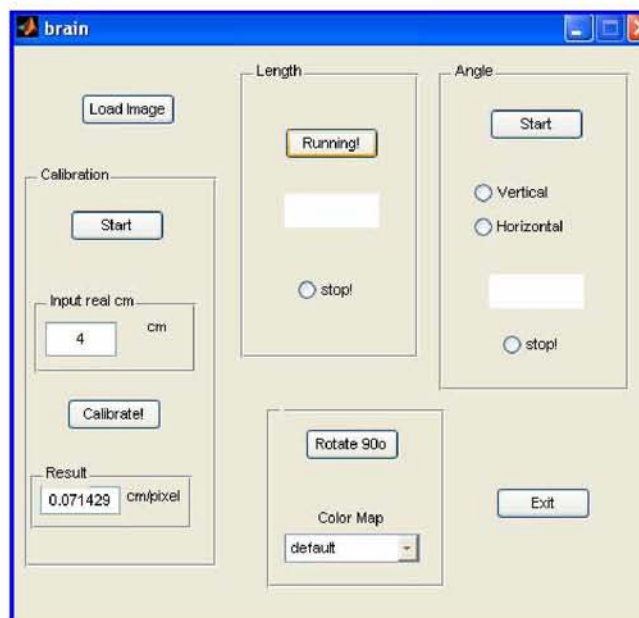 brain
Load Image
Calibration
Start
Input real cm
4 cm
Calibrate!
Result
0.071429 cm/pixel
Length
Running!
stop!
Angle
Start
Vertical
Horizontal
stop!
Rotate 90o
Color Map
default
Exit